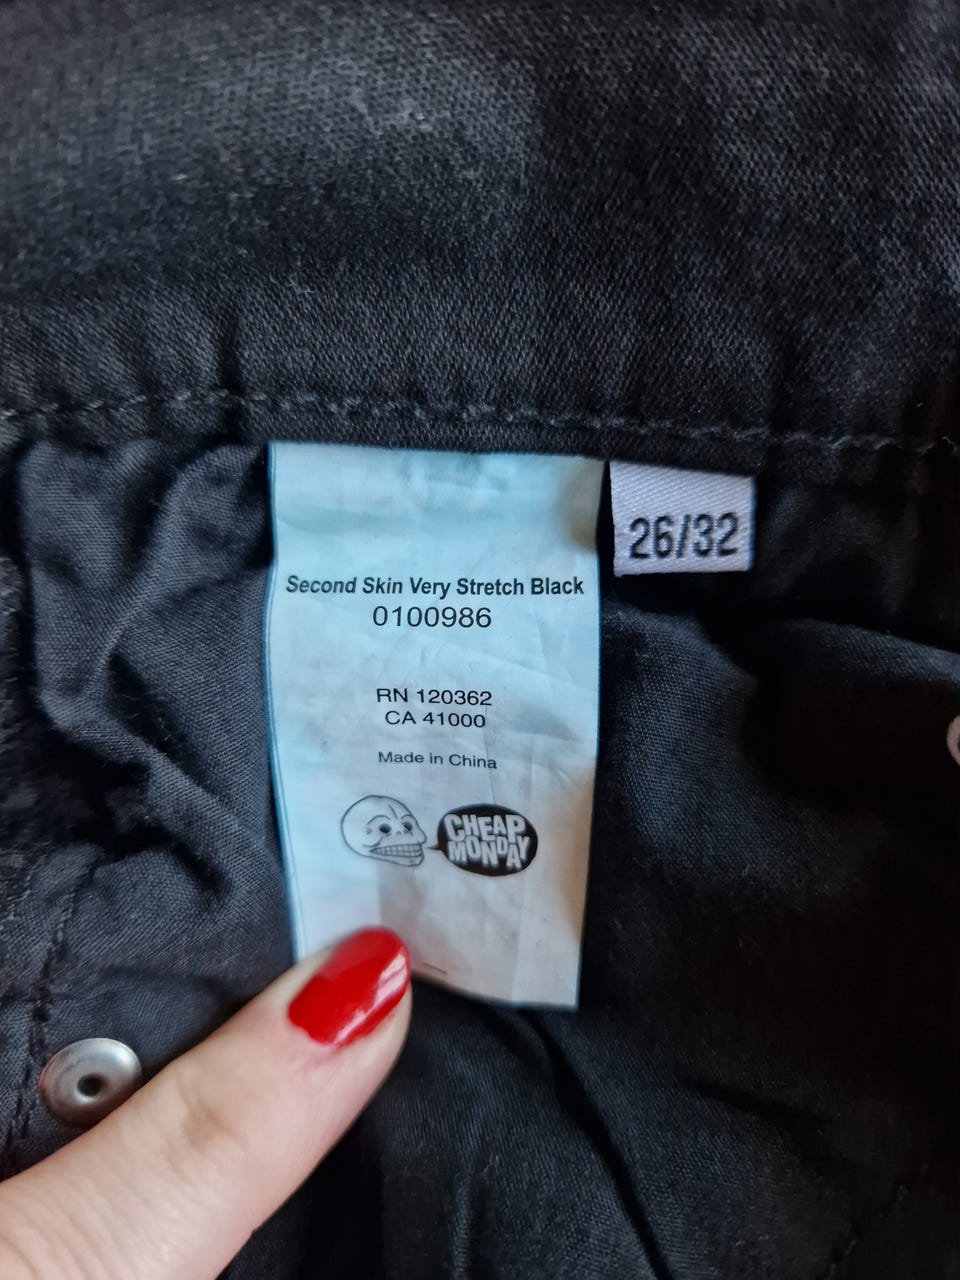 Second Skin Very Stretch Black
0100986
RN 120362
CA 41000
Made in China
CHEAP
MONDAY
26/32